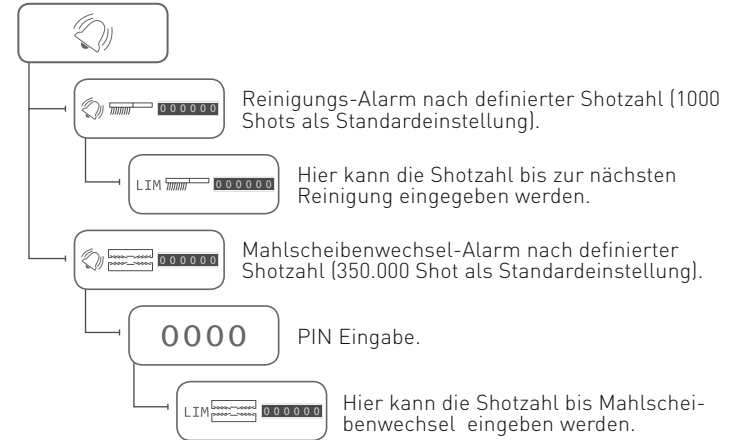 000000
Reinigungs-Alarm nach definierter Shotzahl (1000
Shots als Standardeinstellung).
LIM 000000
Hier kann die Shotzahl bis zur nächsten
Reinigung eingegeben werden.
000000
Mahlscheibenwechsel-Alarm nach definierter
Shotzahl (350.000 Shot als Standardeinstellung).
0000
PIN Eingabe.
LIM 000000
Hier kann die Shotzahl bis Mahlschei-
benwechsel eingeben werden.